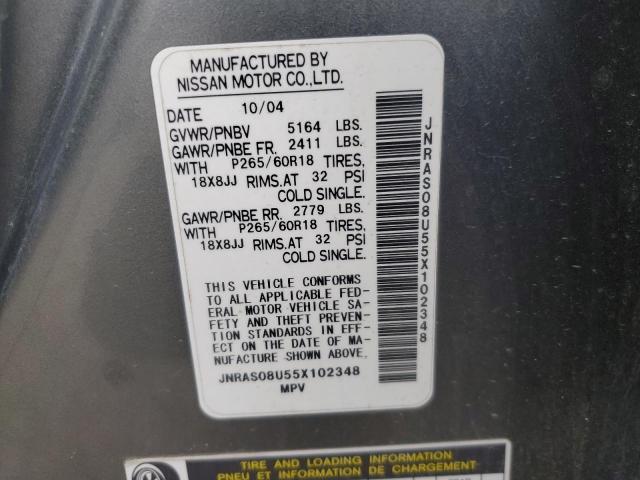 MANUFACTURED BY
NISSAN MOTOR CO.,LTD.
DATE 10/04
GVWR/PNBV 5164 LBS.
GAWR/PNBE FR. 2411 LBS.
WITH P265/60R18 TIRES,
18X8JJ RIMS.AT 32 PSI
COLD SINGLE.
GAWR/PNBE RR. 2779 LBS.
WITH P265/60R18 TIRES,
18X8JJ RIMS.AT 32 PSI
COLD SINGLE.
THIS VEHICLE CONFORMS
TO ALL APPLICABLE FED-
ERAL MOTOR VEHICLE SA-
FETY AND THEFT PREVEN-
TION STANDARDS IN EFF-
ECT ON THE DATE OF MA-
NUFACTURE SHOWN ABOVE.
JNRAS08U55X102348
MPV
JNRAS08U55X102348
TIRE AND LOADING INFORMATION
PNEU ET INFORMATION DE CHARGEMENT